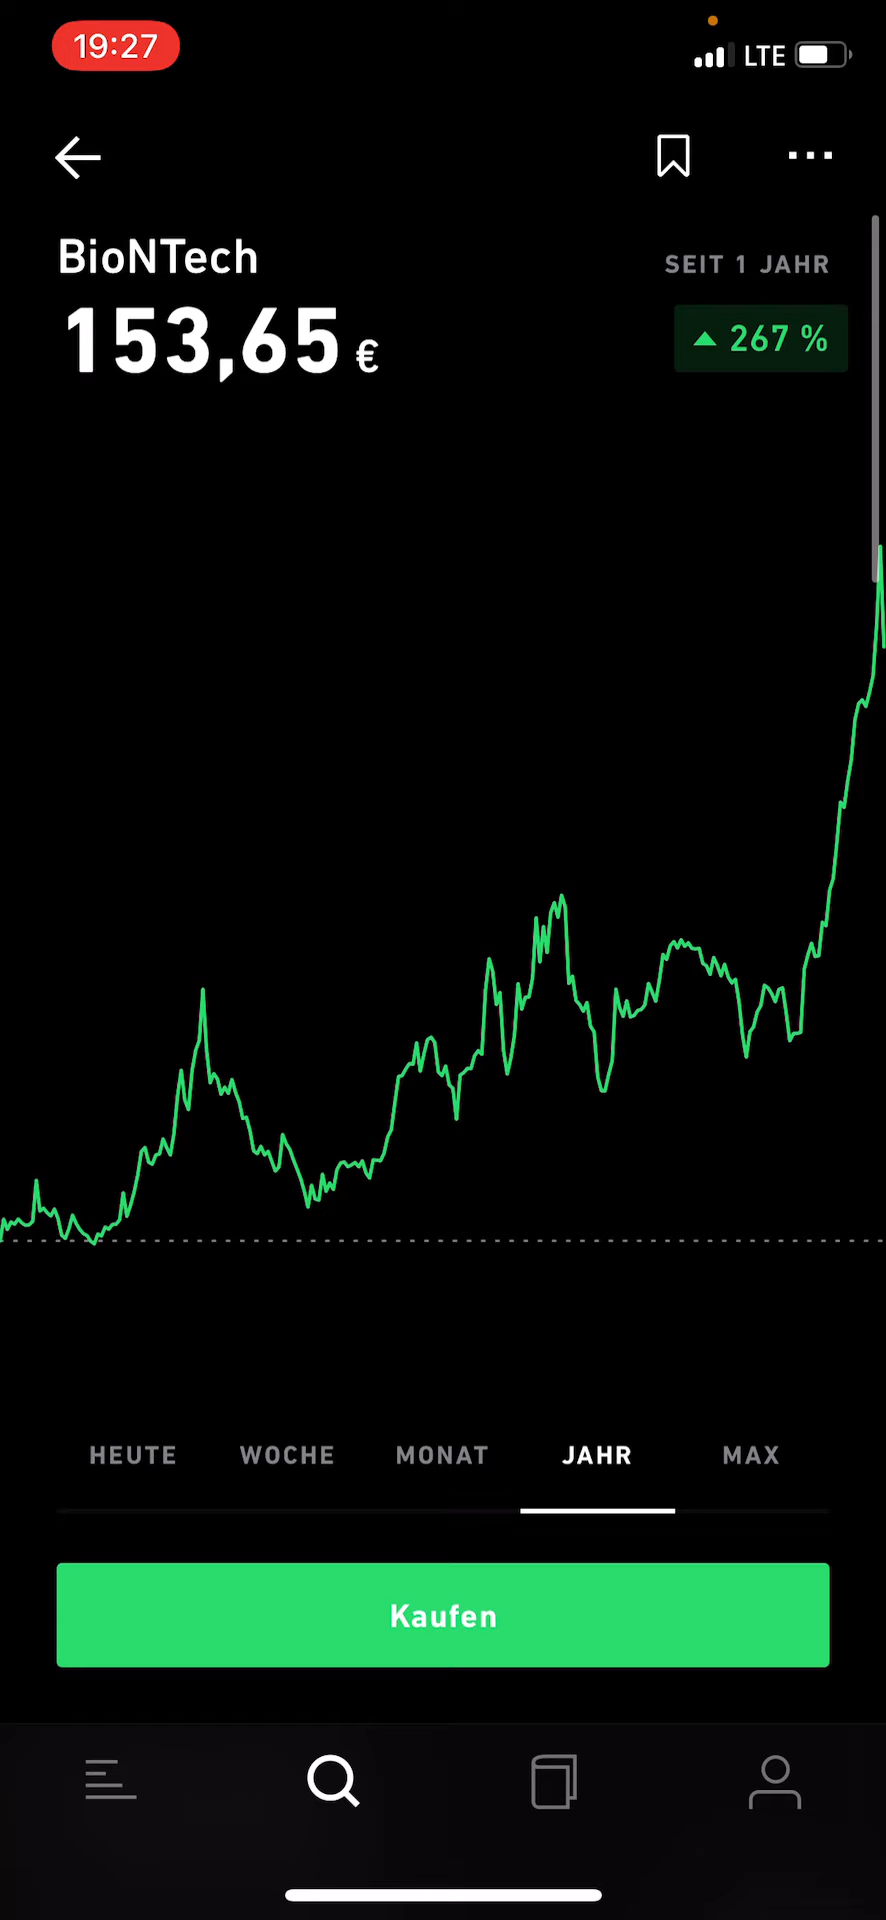 19:27
LTE
BioNTech
SEIT 1 JAHR
153,65 €
267 %
HEUTE WOCHE MONAT JAHR MAX
Kaufen